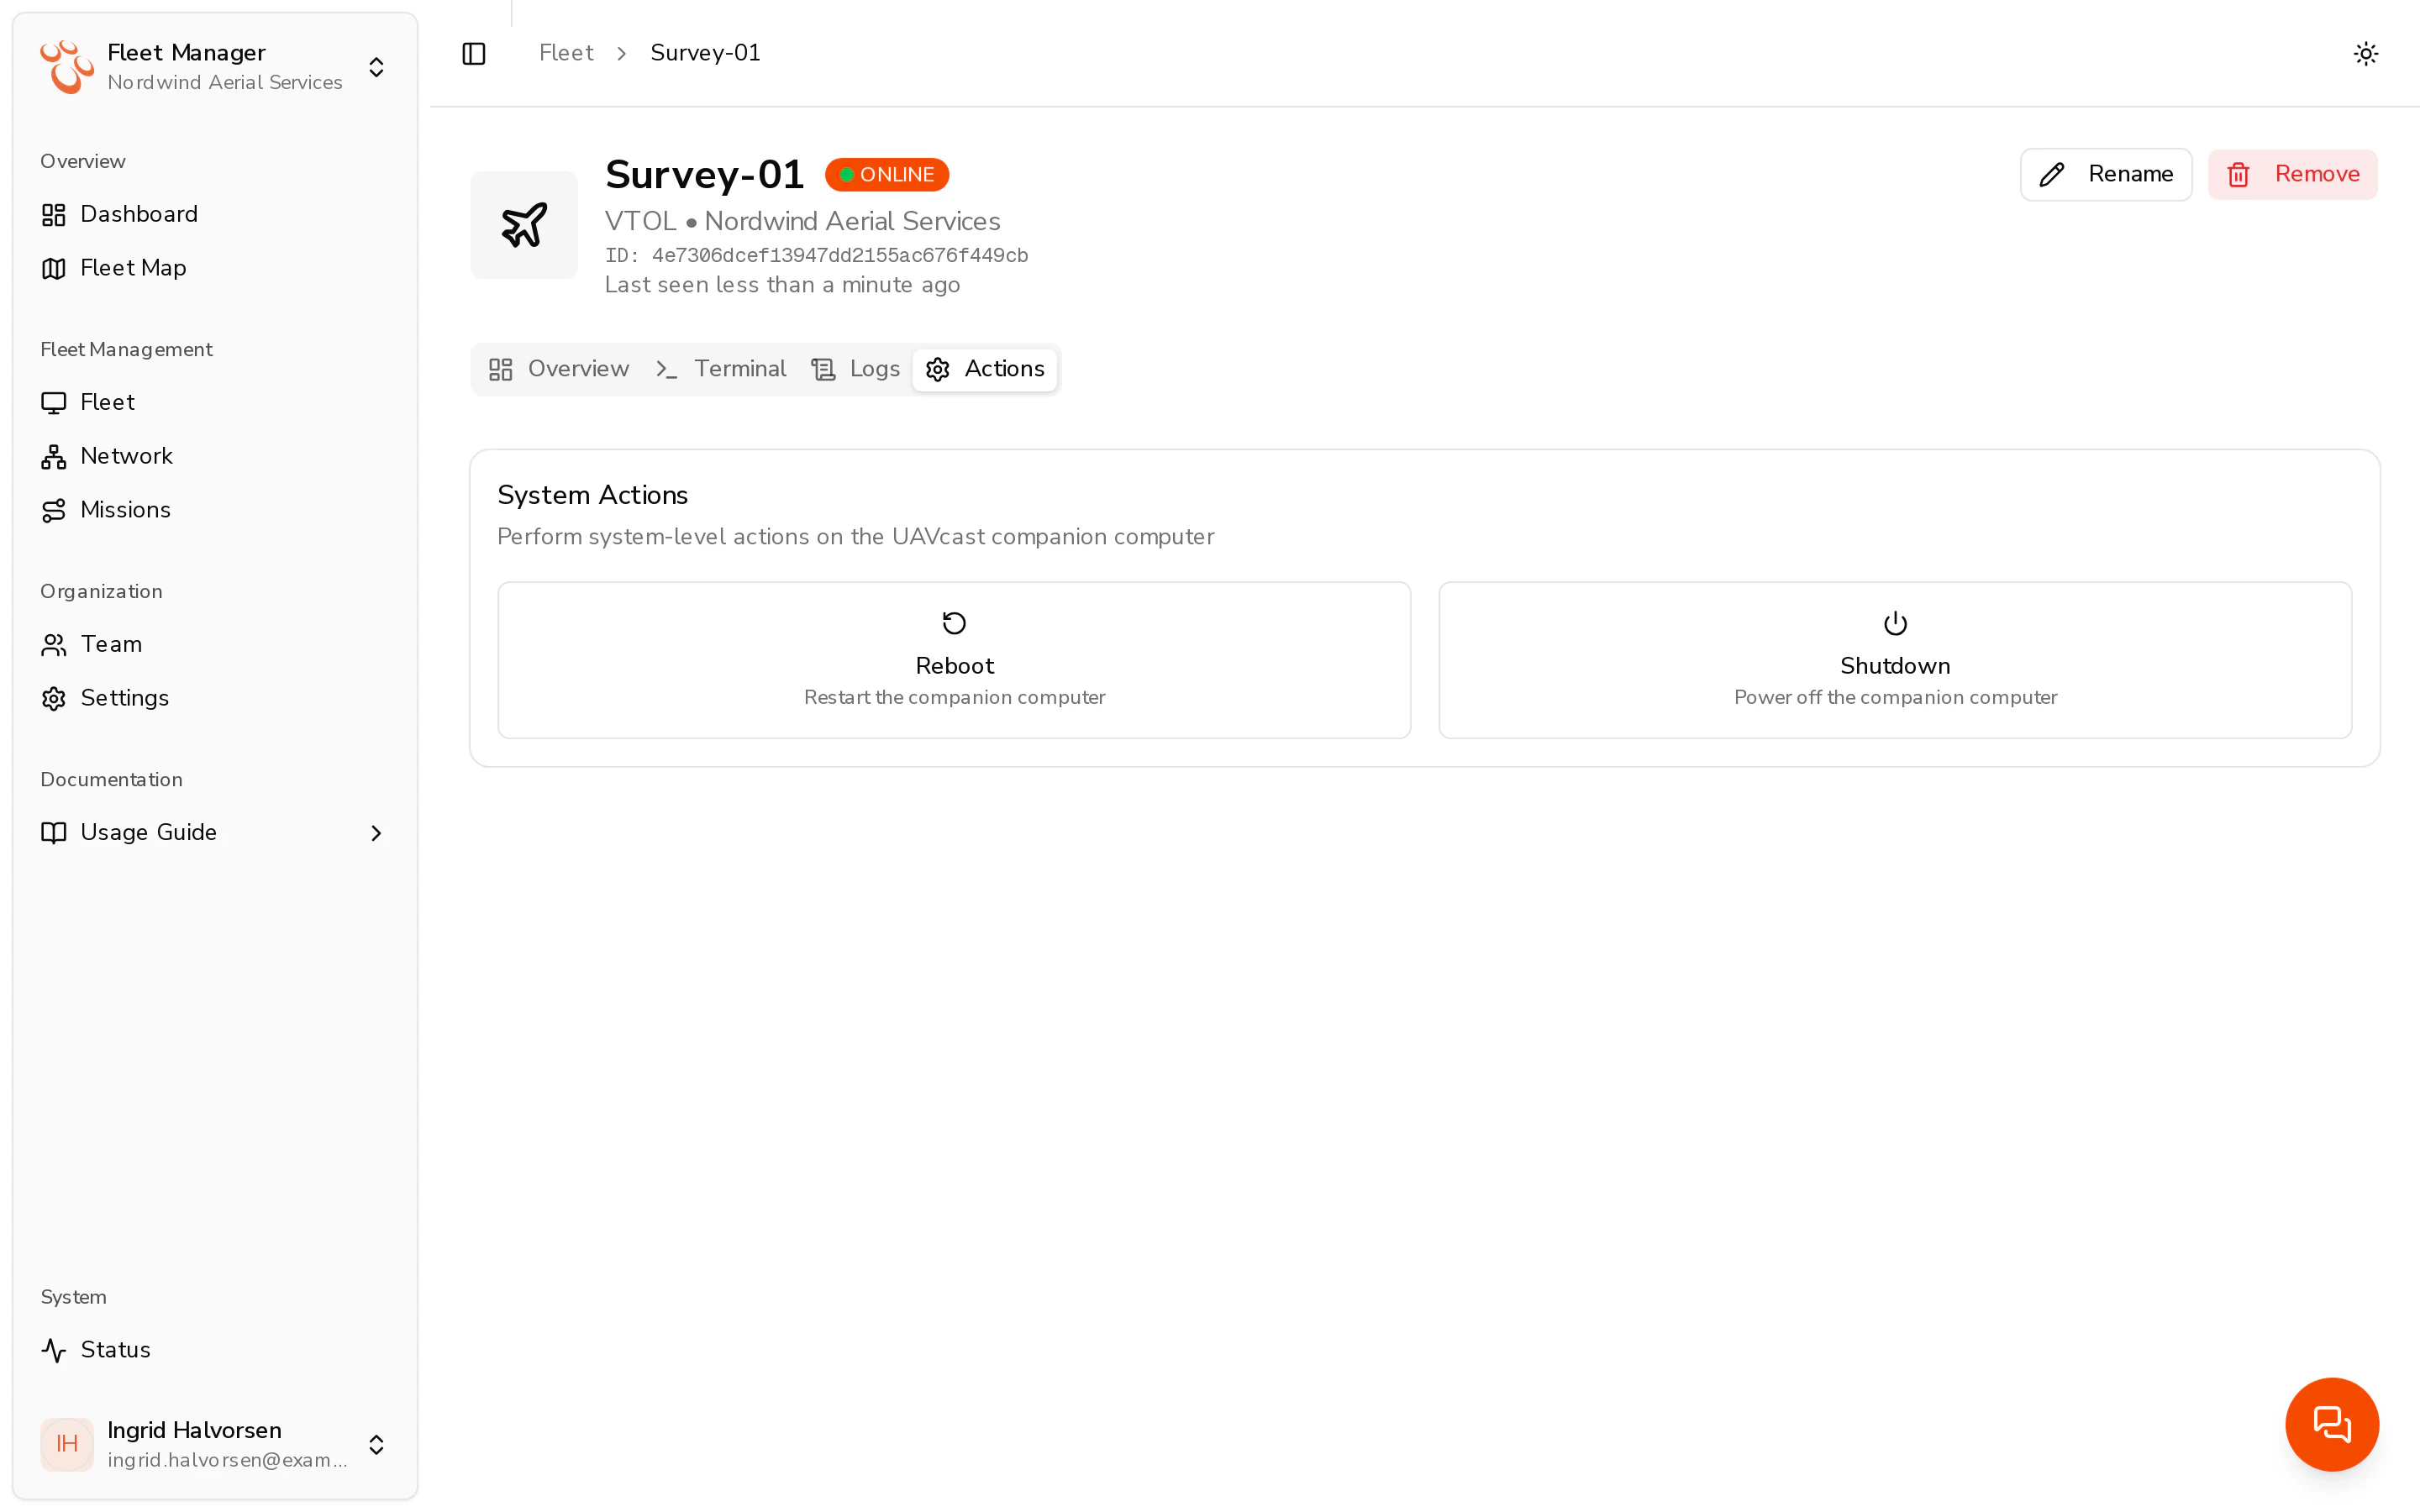 Fleet Manager
Nordwind Aerial Services
Overview
Dashboard
Fleet Map
Fleet Management
Fleet
Network
Missions
Organization
Team
Settings
Documentation
Usage Guide
System
Status
IH
Ingrid Halvorsen
ingrid.halvorsen@exam...
Fleet > Survey-01
Survey-01 ONLINE
VTOL • Nordwind Aerial Services
ID: 4e7306dcef13947dd2155ac676f449cb
Last seen less than a minute ago
Rename Remove
Overview Terminal Logs Actions
System Actions
Perform system-level actions on the UAVcast companion computer
Reboot
Restart the companion computer
Shutdown
Power off the companion computer